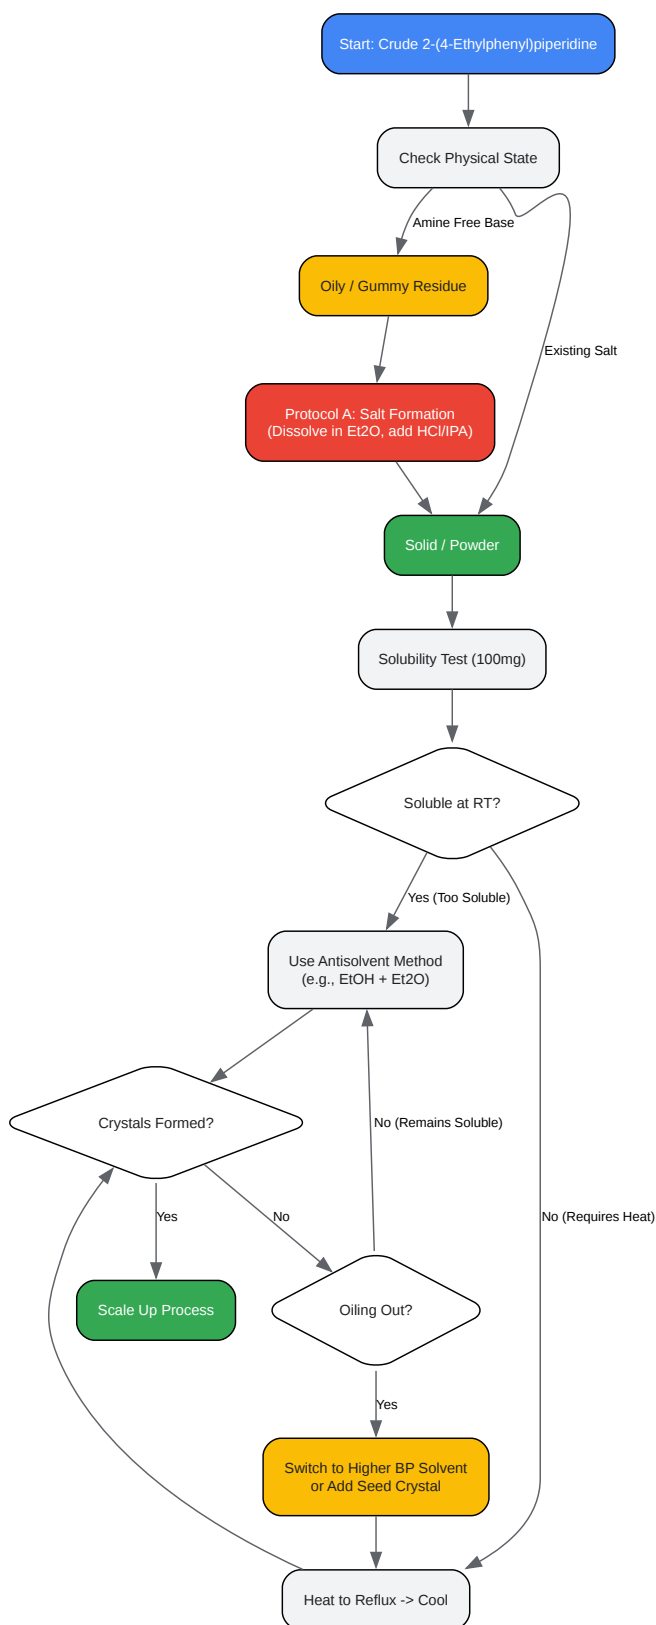 Start: Crude 2-(4-Ethylphenyl)piperidine
Check Physical State
Amine Free Base
Oily / Gummy Residue
Existing Salt
Protocol A: Salt Formation
(Dissolve in Et2O, add HCl/IPA)
Solid / Powder
Solubility Test (100mg)
Soluble at RT?
Yes (Too Soluble)
Use Antisolvent Method
(e.g., EtOH + Et2O)
Crystals Formed?
No (Remains Soluble)
Yes
No
No (Requires Heat)
Scale Up Process
Oiling Out?
Yes
Switch to Higher BP Solvent
or Add Seed Crystal
Heat to Reflux -> Cool